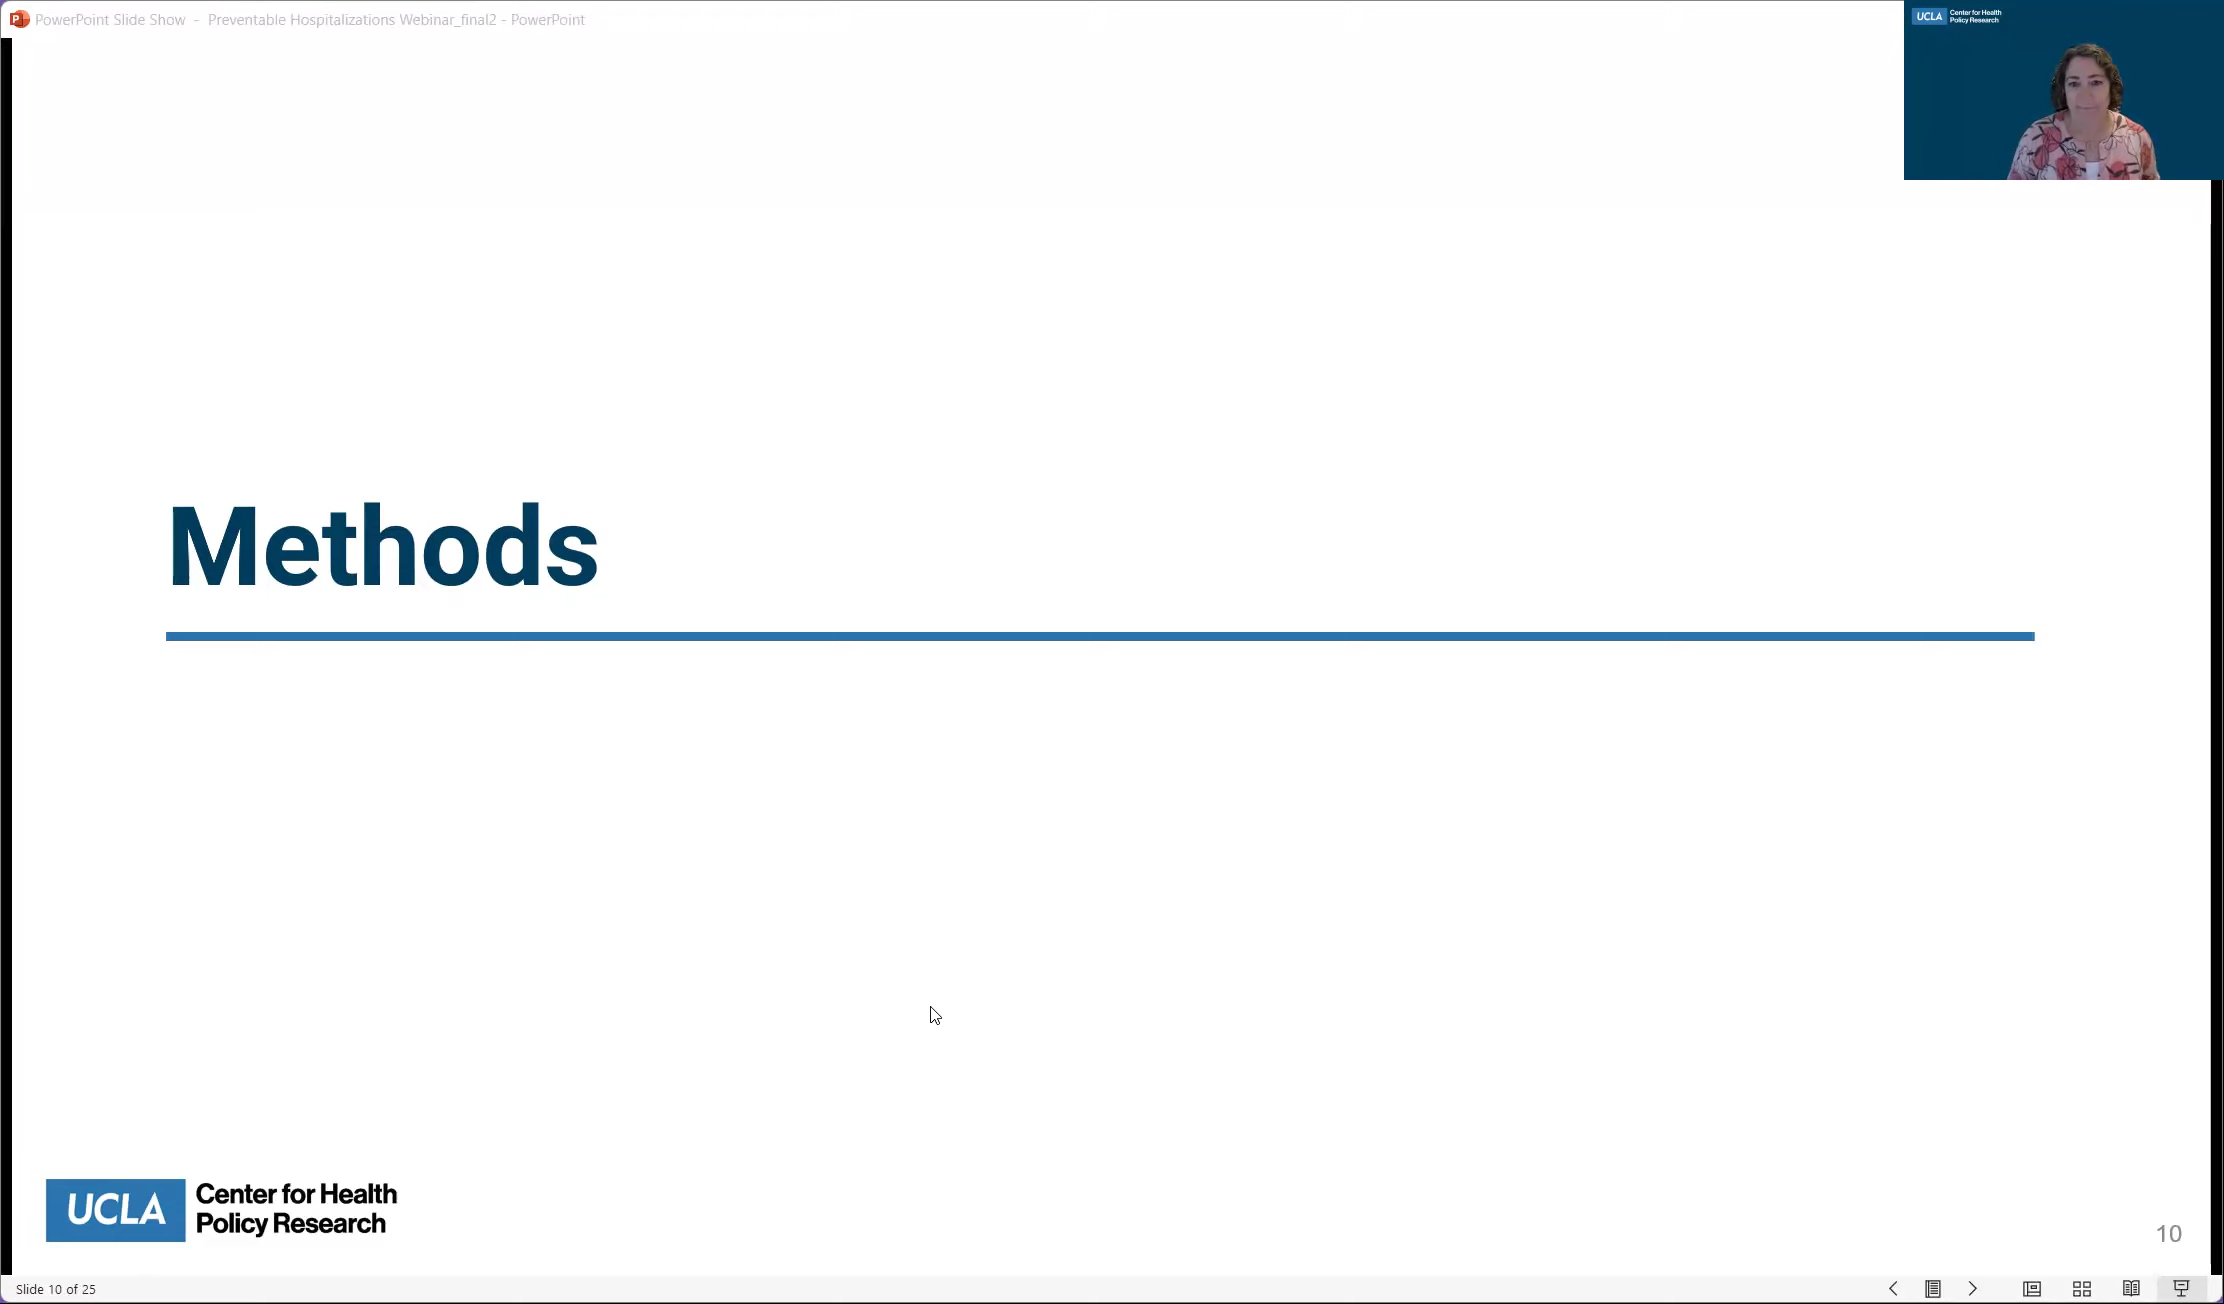 PowerPoint Slide Show - Preventable Hospitalizations Webinar_final2 - PowerPoint
UCLA Center for Health
Policy Research
Methods
UCLA Center for Health
Policy Research
10
Slide 10 of 25